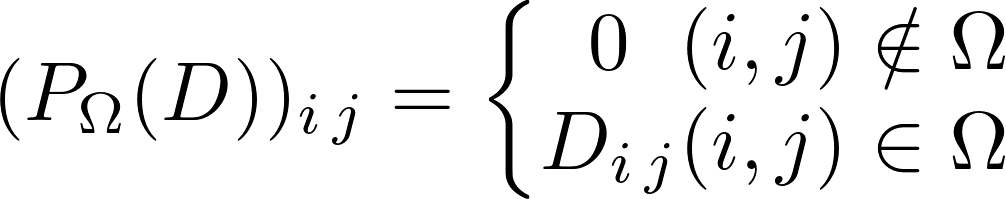 (P_Ω(D))_{i j} = { 0 (i, j) ∉ Ω
D_{i j} (i, j) ∈ Ω